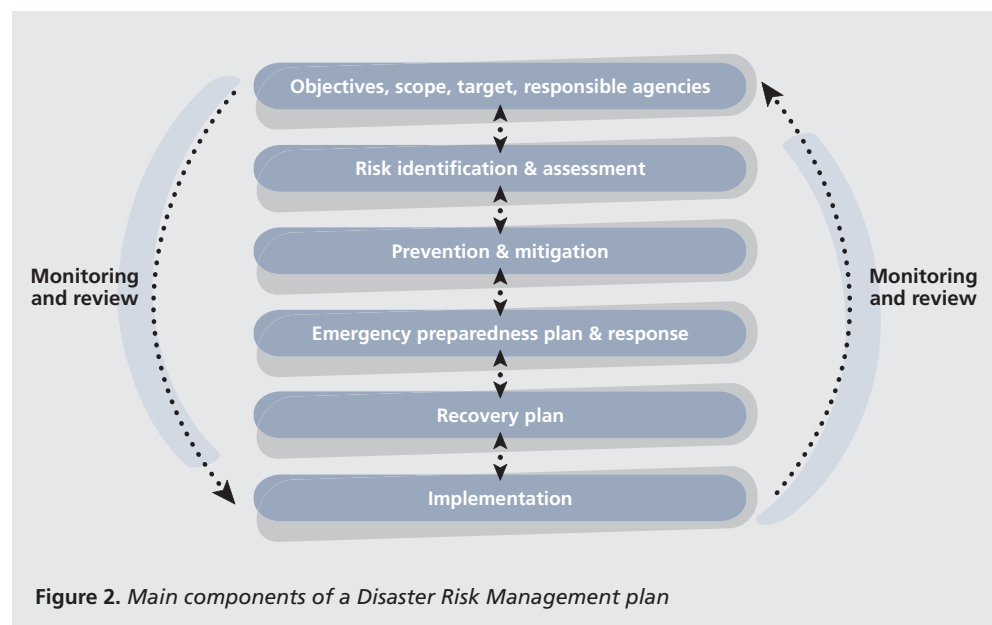 Objectives, scope, target, responsible agencies
Risk identification & assessment
Prevention & mitigation
Monitoring
and review
Monitoring
and review
Emergency preparedness plan & response
Recovery plan
Implementation
Figure 2. Main components of a Disaster Risk Management plan